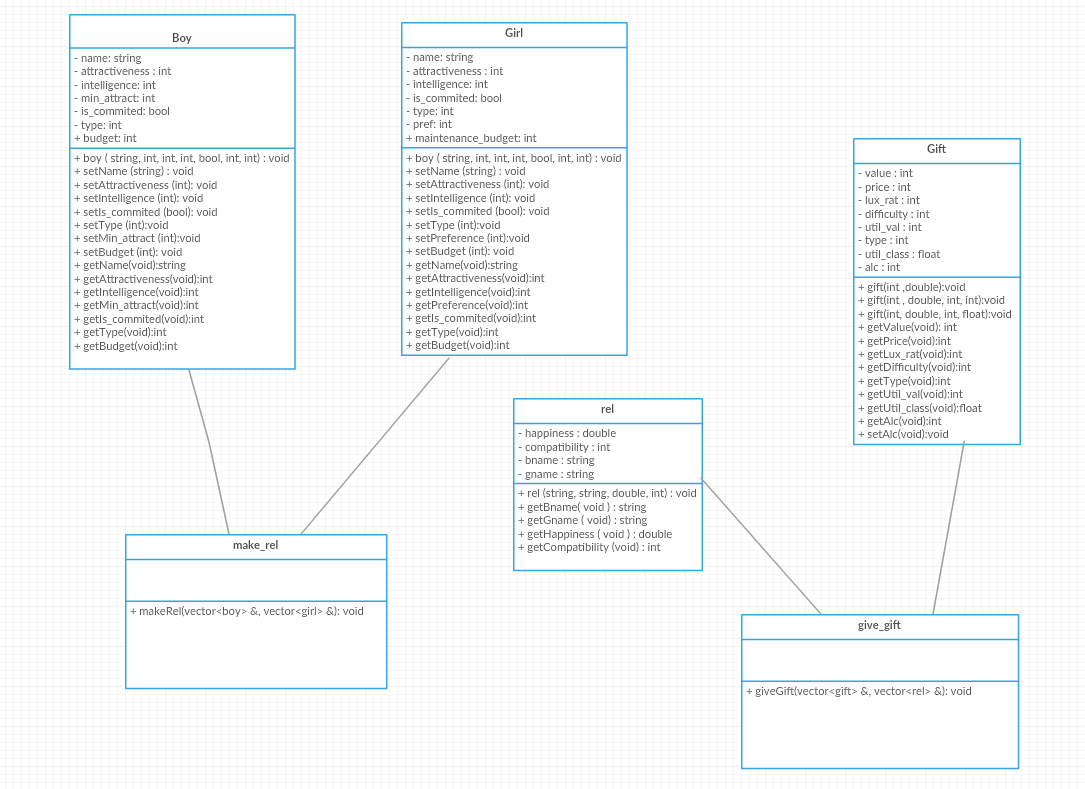 Boy
- name: string
- attractiveness : int
- intelligence: int
- min_attract: int
- is_commited: bool
- type: int
+ budget: int
+ boy ( string, int, int, int, bool, int, int) : void
+ setName (string) : void
+ setAttractiveness (int): void
+ setIntelligence (int): void
+ setIs_commited (bool): void
+ setType (int):void
+ setMin_attract (int):void
+ setBudget (int): void
+ getName(void):string
+ getAttractiveness(void):int
+ getIntelligence(void):int
+ getMin_attract(void):int
+ getIs_commited(void):int
+ getType(void):int
+ getBudget(void):int
Girl
- name: string
- attractiveness : int
- intelligence: int
- is_commited: bool
- type: int
- pref: int
+ maintenance_budget: int
+ boy ( string, int, int, int, bool, int, int) : void
+ setName (string) : void
+ setAttractiveness (int): void
+ setIntelligence (int): void
+ setIs_commited (bool): void
+ setType (int):void
+ setPreference (int):void
+ setBudget (int): void
+ getName(void):string
+ getAttractiveness(void):int
+ getIntelligence(void):int
+ getPreference(void):int
+ getIs_commited(void):int
+ getType(void):int
+ getBudget(void):int
Gift
- value : int
- price : int
- lux_rat : int
- difficulty : int
- util_val : int
- type : int
- util_class : float
- alc : int
+ gift(int ,double):void
+ gift(int , double, int, int):void
+ gift(int, double, int, float):void
+ getValue(void): int
+ getPrice(void):int
+ getLux_rat(void):int
+ getDifficulty(void):int
+ getType(void):int
+ getUtil_val(void):int
+ getUtil_class(void):float
+ getAlc(void):int
+ setAlc(void):void
rel
- happiness : double
- compatibility : int
- bname : string
- gname : string
+ rel (string, string, double, int) : void
+ getBname( void ) : string
+ getGname ( void) : string
+ getHappiness ( void ) : double
+ getCompatibility (void) : int
make_rel
+ makeRel(vector<boy> &, vector<girl> &): void
give_gift
+ giveGift(vector<gift> &, vector<rel> &): void